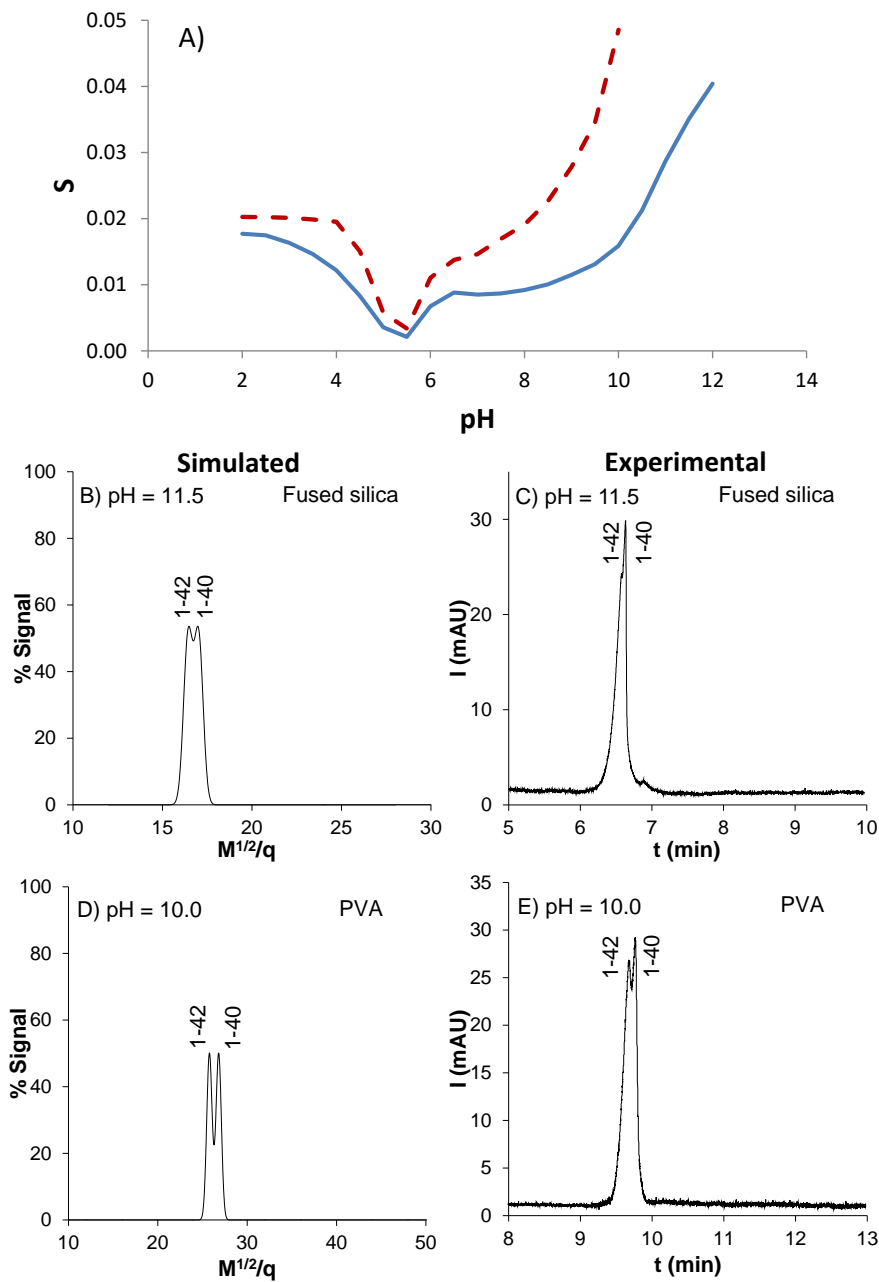 A)
0.05
0.04
0.03
0.02
0.01
0.00
S
0 2 4 6 8 10 12 14
pH
Simulated
B) pH = 11.5 Fused silica
100
80
60
40
20
0
% Signal
1-42
1-40
10 15 20 25 30
M1/2/q
Experimental
C) pH = 11.5 Fused silica
30
20
10
0
I (mAU)
1-42
1-40
5 6 7 8 9 10
t (min)
D) pH = 10.0 PVA
100
80
60
40
20
0
% Signal
1-42
1-40
10 20 30 40 50
M1/2/q
E) pH = 10.0 PVA
35
30
25
20
15
10
5
0
I (mAU)
1-42
1-40
8 9 10 11 12 13
t (min)